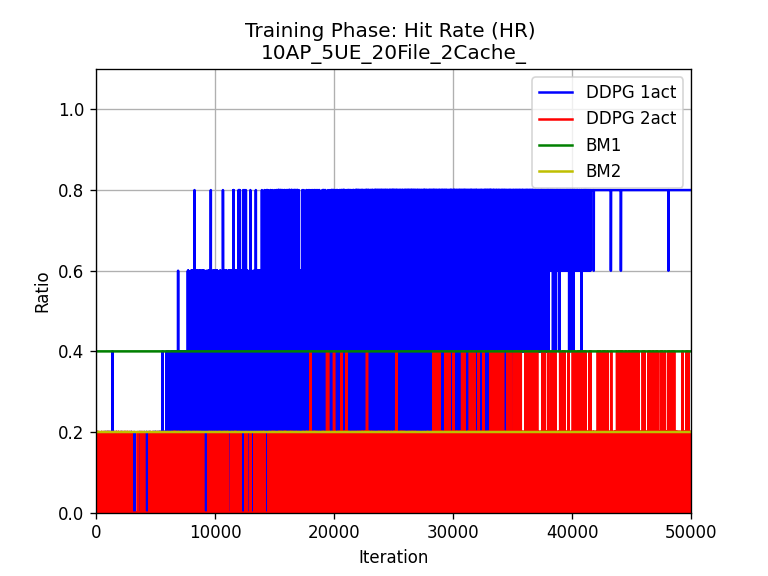 Training Phase: Hit Rate (HR)
10AP_5UE_20File_2Cache_
DDPG 1act
DDPG 2act
BM1
BM2
1.0
0.8
0.6
0.4
0.2
0.0
Ratio
0 10000 20000 30000 40000 50000
Iteration